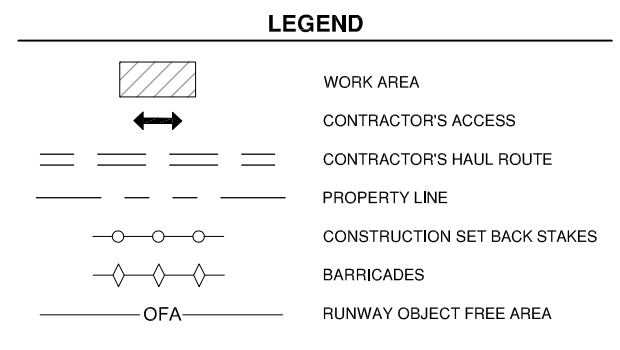 LEGEND
WORK AREA
CONTRACTOR'S ACCESS
CONTRACTOR'S HAUL ROUTE
PROPERTY LINE
CONSTRUCTION SET BACK STAKES
BARRICADES
OFA RUNWAY OBJECT FREE AREA